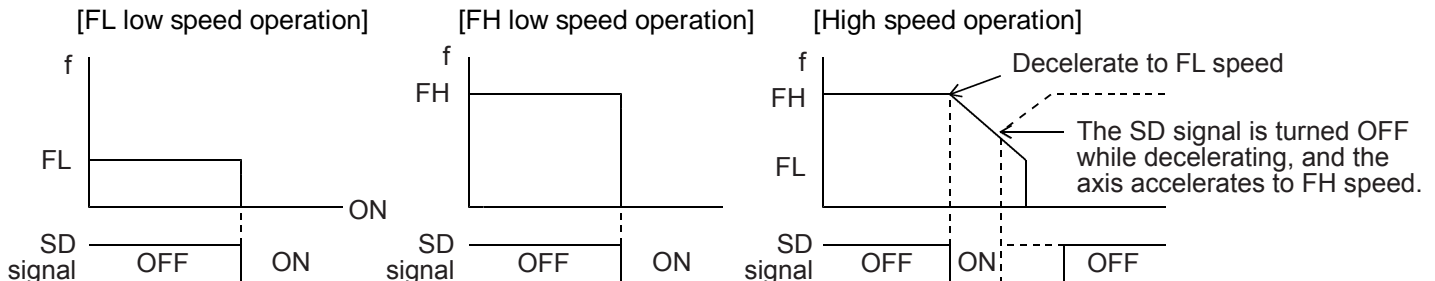 [FL low speed operation]
f
FL
ON
SD
signal
OFF
ON
[FH low speed operation]
f
FH
SD
signal
OFF
ON
[High speed operation]
f
FH
FL
Decelerate to FL speed
The SD signal is turned OFF
while decelerating, and the
axis accelerates to FH speed.
SD
signal
OFF
ON
OFF